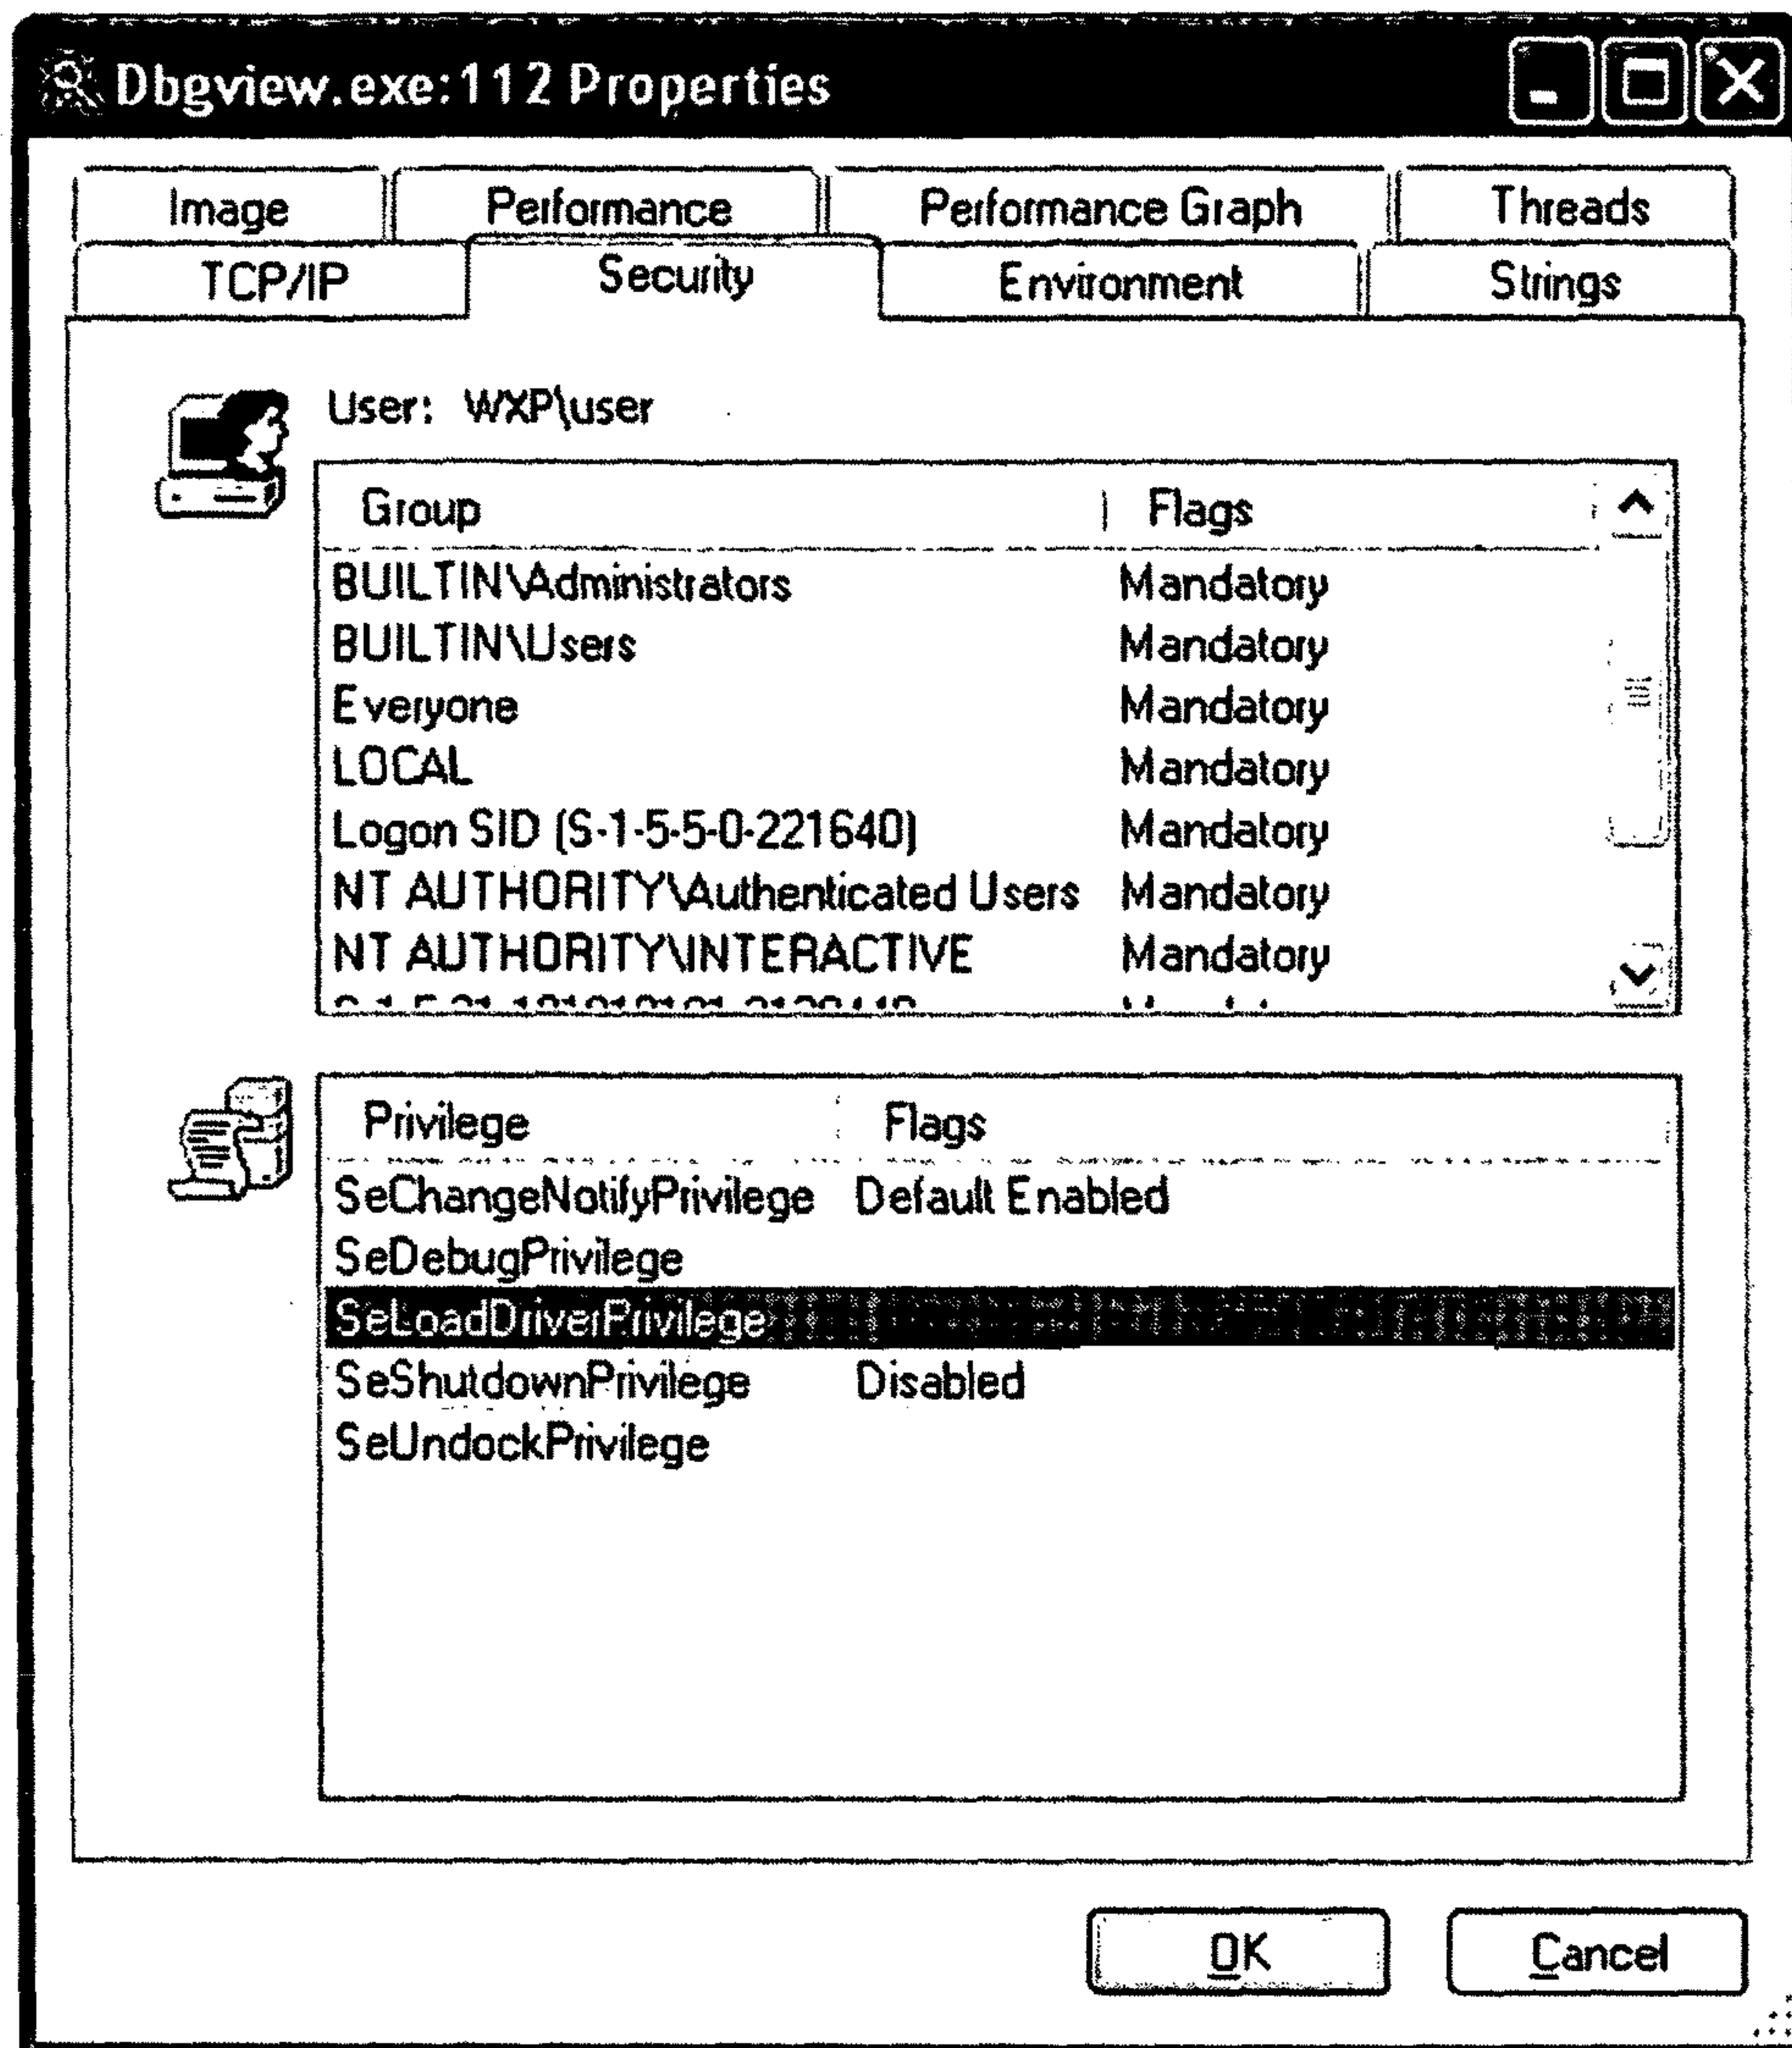 Dbgview.exe:112 Properties
Image Performance Performance Graph Threads
TCP/IP Security Environment Strings
User: WXP\user
Group Flags
BUILTIN\Administrators Mandatory
BUILTIN\Users Mandatory
Everyone Mandatory
LOCAL Mandatory
Logon SID (S-1-5-5-0-221640) Mandatory
NT AUTHORITY\Authenticated Users Mandatory
NT AUTHORITY\INTERACTIVE Mandatory
Privilege Flags
SeChangeNotifyPrivilege Default Enabled
SeDebugPrivilege
SeLoadDriverPrivilege
SeShutdownPrivilege Disabled
SeUndockPrivilege
OK Cancel